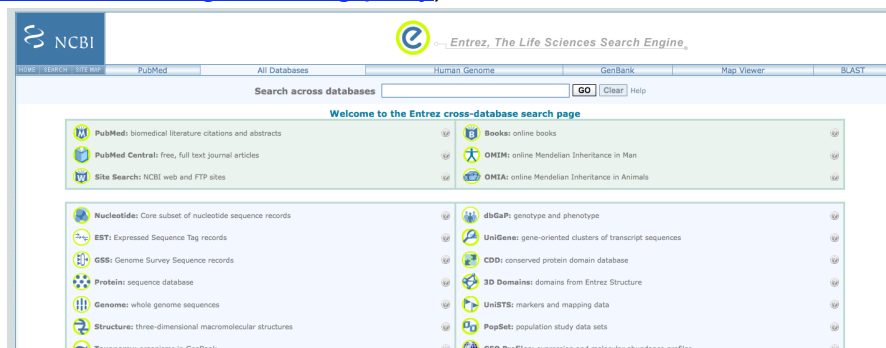 NCBI
Entrez, The Life Sciences Search Engine
HOME SEARCH SITE MAP PubMed All Databases Human Genome GenBank Map Viewer BLAST
Search across databases GO Clear Help
Welcome to the Entrez cross-database search page
PubMed: biomedical literature citations and abstracts
Books: online books
PubMed Central: free, full text journal articles
OMIM: online Mendelian Inheritance in Man
Site Search: NCBI web and FTP sites
OMIA: online Mendelian Inheritance in Animals
Nucleotide: Core subset of nucleotide sequence records
dbGaP: genotype and phenotype
EST: Expressed Sequence Tag records
UniGene: gene-oriented clusters of transcript sequences
GSS: Genome Survey Sequence records
CDD: conserved protein domain database
Protein: sequence database
3D Domains: domains from Entrez Structure
Genome: whole genome sequences
UniSTS: markers and mapping data
Structure: three-dimensional macromolecular structures
PopSet: population study data sets